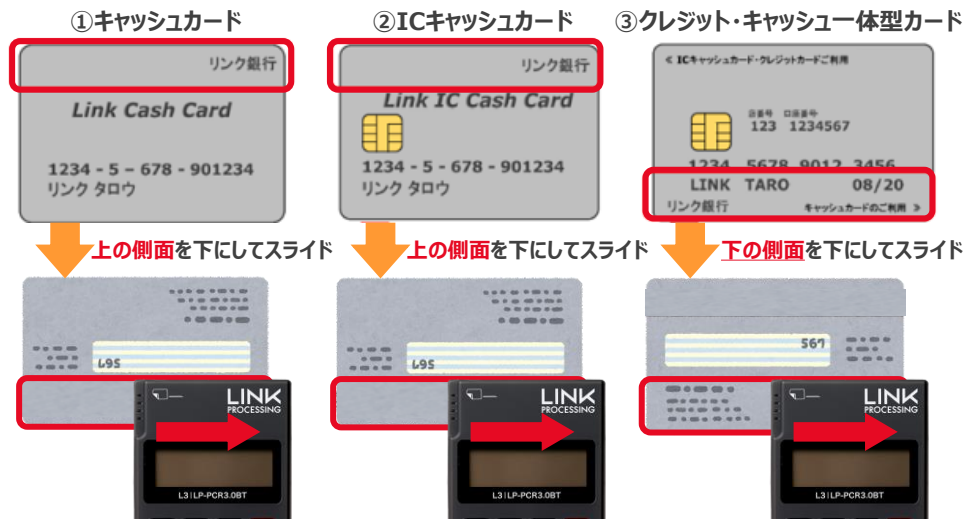 ①キャッシュカード
リンク銀行
Link Cash Card
1234 - 5 – 678 - 901234
リンク タロウ
上の側面を下にしてスライド
567
LINK
PROCESSING
L3 | LP-PCR3.0BT
②ICキャッシュカード
リンク銀行
Link IC Cash Card
1234 - 5 - 678 - 901234
リンク タロウ
上の側面を下にしてスライド
567
LINK
PROCESSING
L3 | LP-PCR3.0BT
③クレジット・キャッシュ一体型カード
≪ ICキャッシュカード・クレジットカードご利用
店番号 口座番号
123 1234567
1234 5678 9012 3456
LINK TARO 08/20
リンク銀行 キャッシュカードのご利用 ≫
下の側面を下にしてスライド
567
LINK
PROCESSING
L3 | LP-PCR3.0BT